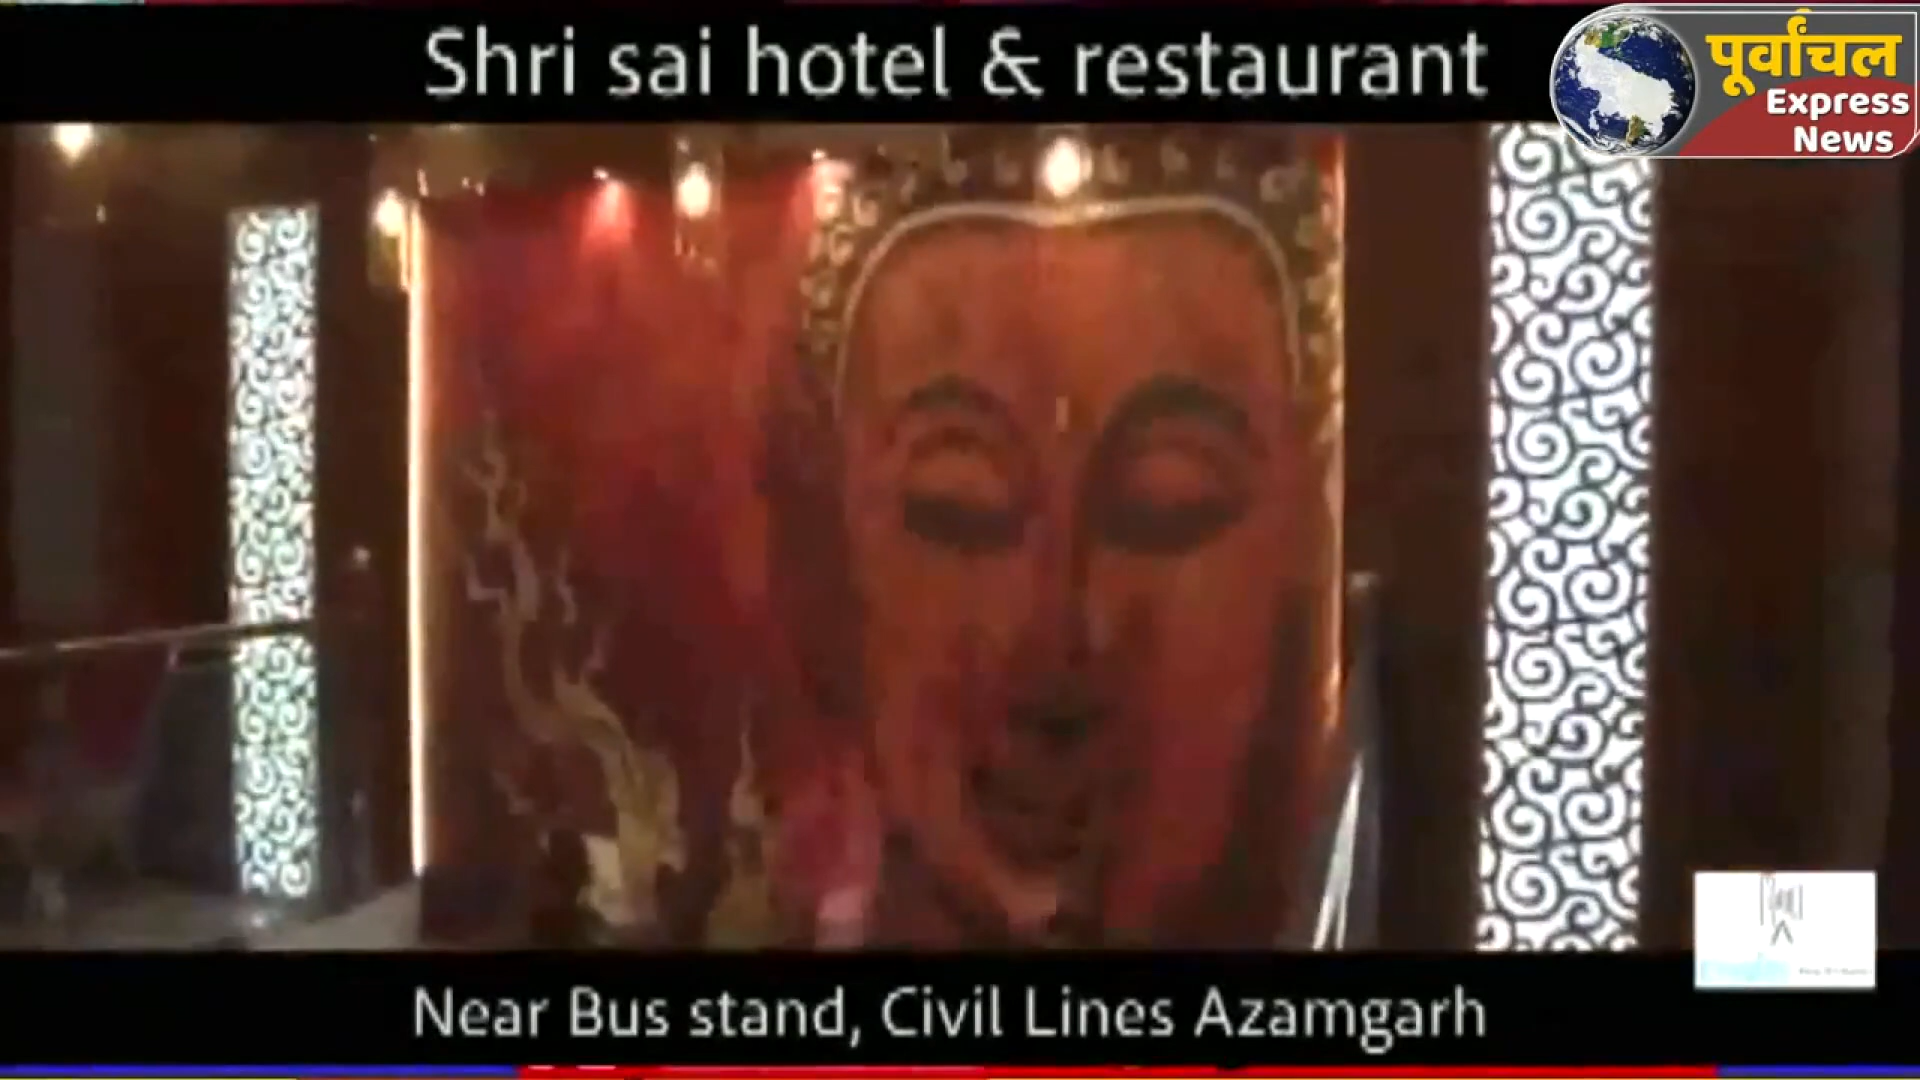 Shri sai hotel & restaurant
पूर्वांचल
Express
News
Near Bus stand, Civil Lines Azamgarh